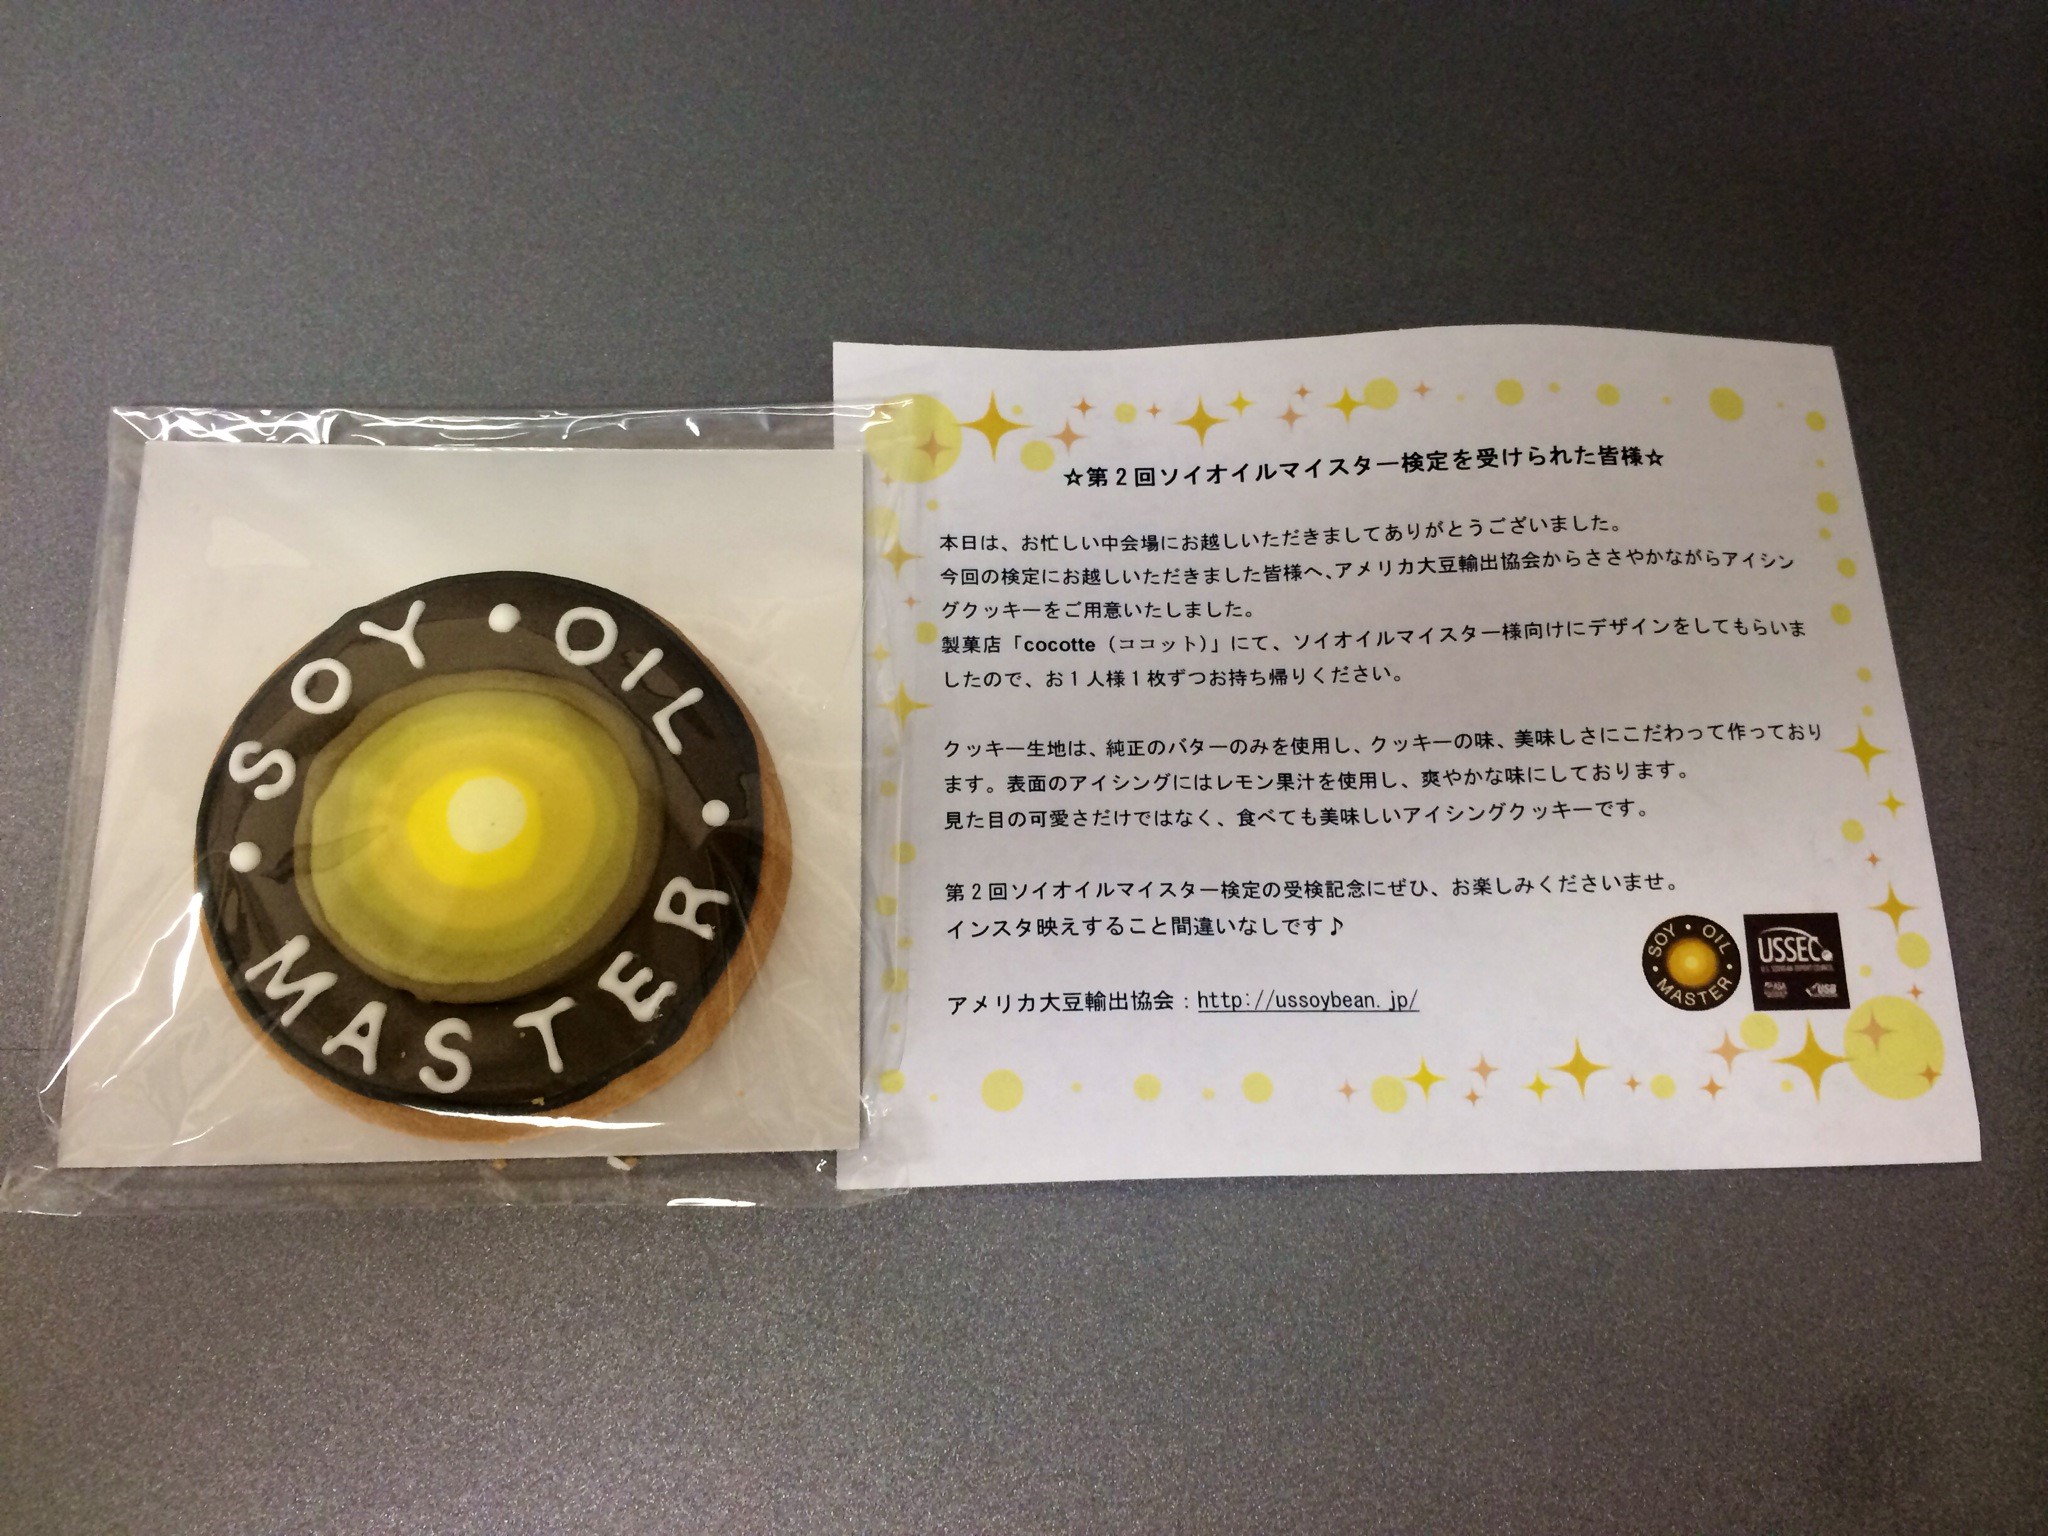 SOY・OIL
・MASTER・
☆第2回ソイオイルマイスター検定を受けられた皆様☆
本日は、お忙しい中会場にお越しいただきましてありがとうございました。
今回の検定にお越しいただきました皆様へ、アメリカ大豆輸出協会からささやかながらアイシン
グクッキーをご用意いたしました。
製菓店「cocotte（ココット）」にて、ソイオイルマイスター様向けにデザインをしてもらいま
したので、お1人様1枚ずつお持ち帰りください。
クッキー生地は、純正のバターのみを使用し、クッキーの味、美味しさにこだわって作っており
ます。表面のアイシングにはレモン果汁を使用し、爽やかな味にしております。
見た目の可愛さだけではなく、食べても美味しいアイシングクッキーです。
第2回ソイオイルマイスター検定の受検記念にぜひ、お楽しみくださいませ。
インスタ映えすること間違いなしです♪
アメリカ大豆輸出協会：http://ussoybean.jp/
SOY・OIL
・MASTER・
USSEC
U.S. SOYBEAN EXPORT COUNCIL
ASA
USB